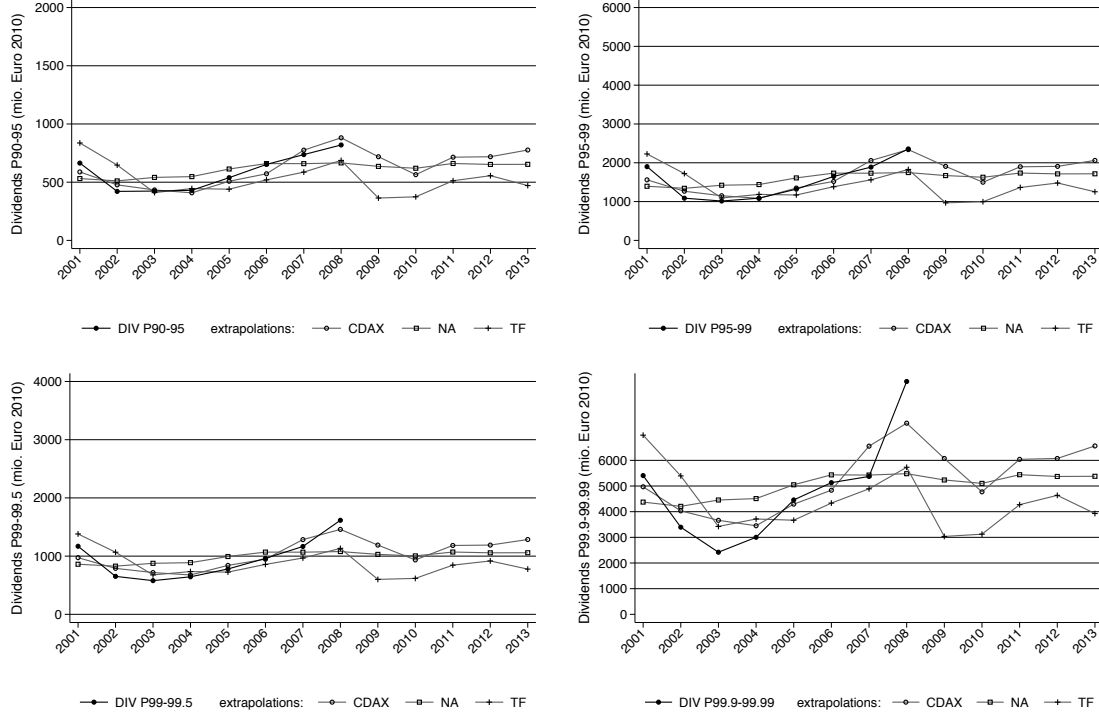 Dividends P90-95 (mio. Euro 2010)
2000
1500
1000
500
0
2001 2002 2003 2004 2005 2006 2007 2008 2009 2010 2011 2012 2013
DIV P90-95 extrapolations: CDAX NA TF
Dividends P95-99 (mio. Euro 2010)
6000
5000
4000
3000
2000
1000
0
2001 2002 2003 2004 2005 2006 2007 2008 2009 2010 2011 2012 2013
DIV P95-99 extrapolations: CDAX NA TF
Dividends P99-99.5 (mio. Euro 2010)
4000
3000
2000
1000
0
2001 2002 2003 2004 2005 2006 2007 2008 2009 2010 2011 2012 2013
DIV P99-99.5 extrapolations: CDAX NA TF
Dividends P99.9-99.99 (mio. Euro 2010)
6000
5000
4000
3000
2000
1000
0
2001 2002 2003 2004 2005 2006 2007 2008 2009 2010 2011 2012 2013
DIV P99.9-99.99 extrapolations: CDAX NA TF